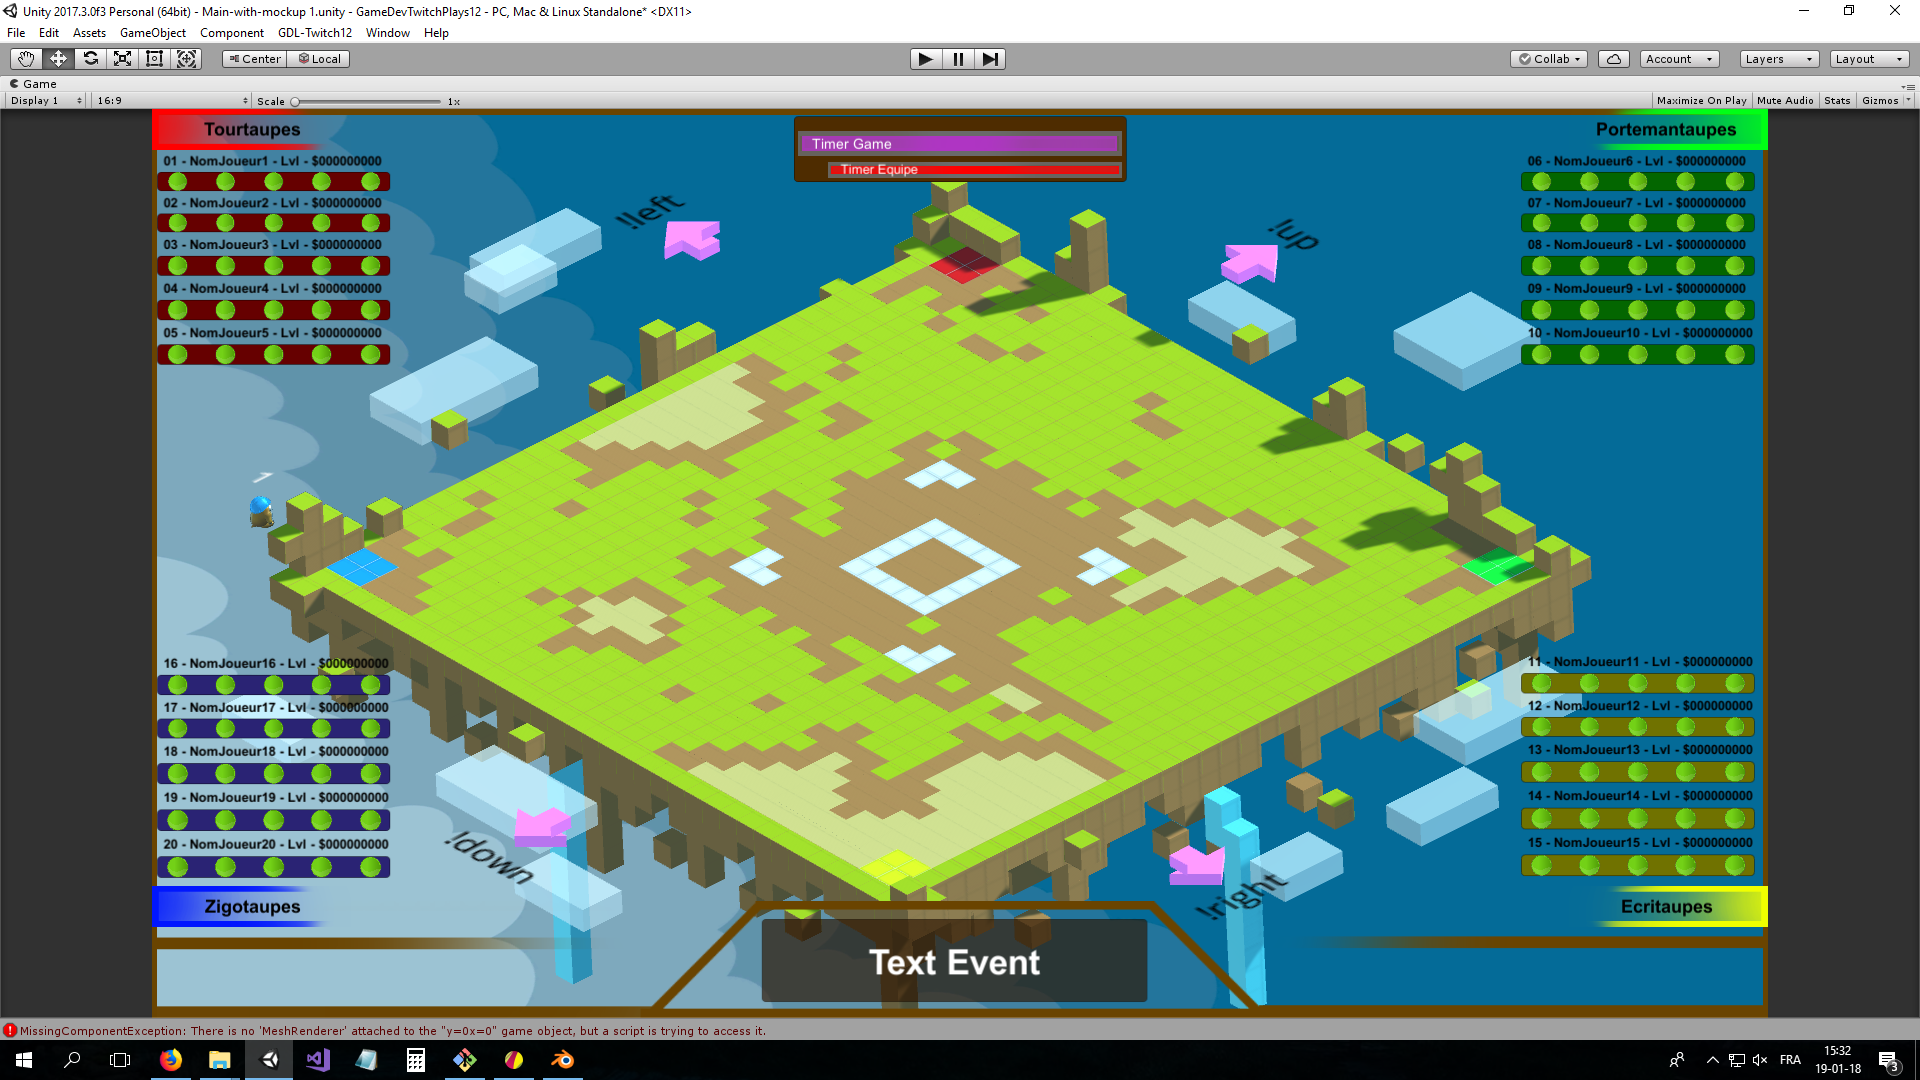 Unity 2017.3.0f3 Personal (64bit) - Main-with-mockup 1.unity - GameDevTwitchPlays12 - PC, Mac & Linux Standalone* <DX11>
File Edit Assets GameObject Component GDL-Twitch12 Window Help
Center Local Collab Account Layers Layout
Game
Display 1 16:9 Scale 1x Maximize On Play Mute Audio Stats Gizmos
Tourtaupes
01 - NomJoueur1 - Lvl - $000000000
02 - NomJoueur2 - Lvl - $000000000
03 - NomJoueur3 - Lvl - $000000000
04 - NomJoueur4 - Lvl - $000000000
05 - NomJoueur5 - Lvl - $000000000
Timer Game
Timer Equipe
Portemantaupes
06 - NomJoueur6 - Lvl - $000000000
07 - NomJoueur7 - Lvl - $000000000
08 - NomJoueur8 - Lvl - $000000000
09 - NomJoueur9 - Lvl - $000000000
10 - NomJoueur10 - Lvl - $000000000
!left
!up
16 - NomJoueur16 - Lvl - $000000000
17 - NomJoueur17 - Lvl - $000000000
18 - NomJoueur18 - Lvl - $000000000
19 - NomJoueur19 - Lvl - $000000000
20 - NomJoueur20 - Lvl - $000000000
Zigotaupes
!down
!right
11 - NomJoueur11 - Lvl - $000000000
12 - NomJoueur12 - Lvl - $000000000
13 - NomJoueur13 - Lvl - $000000000
14 - NomJoueur14 - Lvl - $000000000
15 - NomJoueur15 - Lvl - $000000000
Ecritaupes
Text Event
MissingComponentException: There is no 'MeshRenderer' attached to the "y=0x=0" game object, but a script is trying to access it.
FRA
15:32
19-01-18
3